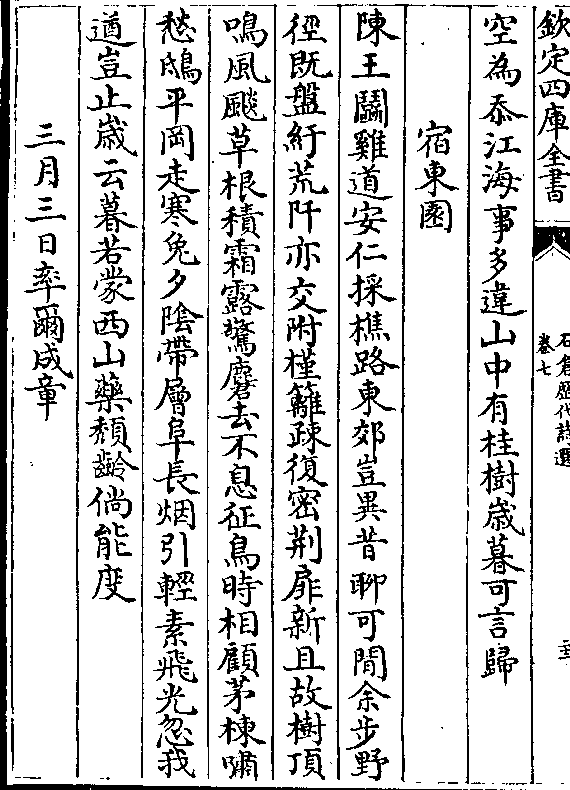 欽定四庫全書
石倉歴代詩選
卷七
空為忝江海事多違山中有桂樹歳暮可言歸
宿東園
陳王鬭雞道安仁採樵路東郊豈異昔聊可閒余步野
徑既盤紆荒阡亦交附槿籬疎復密荆扉新且故樹頂
鳴風飈草根積霜露驚麏去不息征鳥時相顧茅棟嘯
愁鴟平岡走寒兔夕陰帶層阜長烟引輕素飛光忽我
遒豈止歳云暮若蒙西山藥頽齡倘能度
三月三日率爾成章